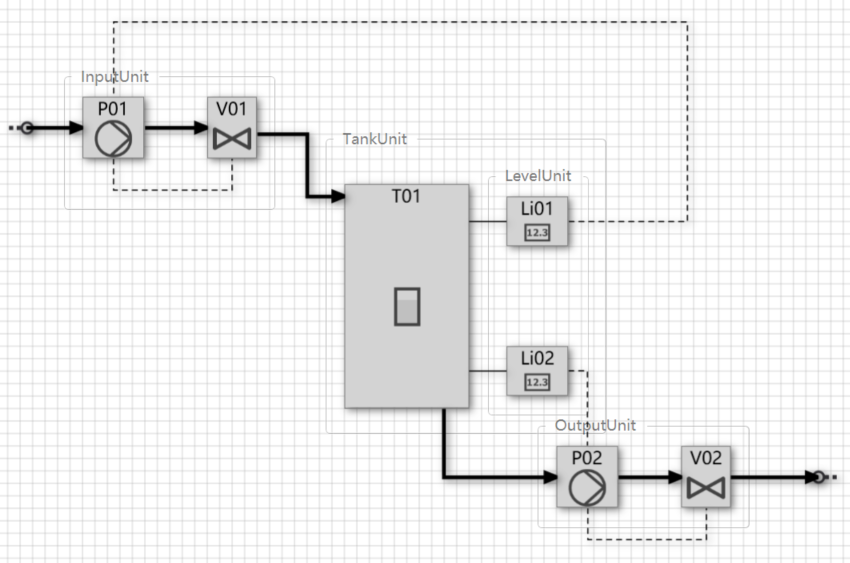 InputUnit
P01
V01
TankUnit
T01
LevelUnit
Li01
12.3
Li02
12.3
OutputUnit
P02
V02